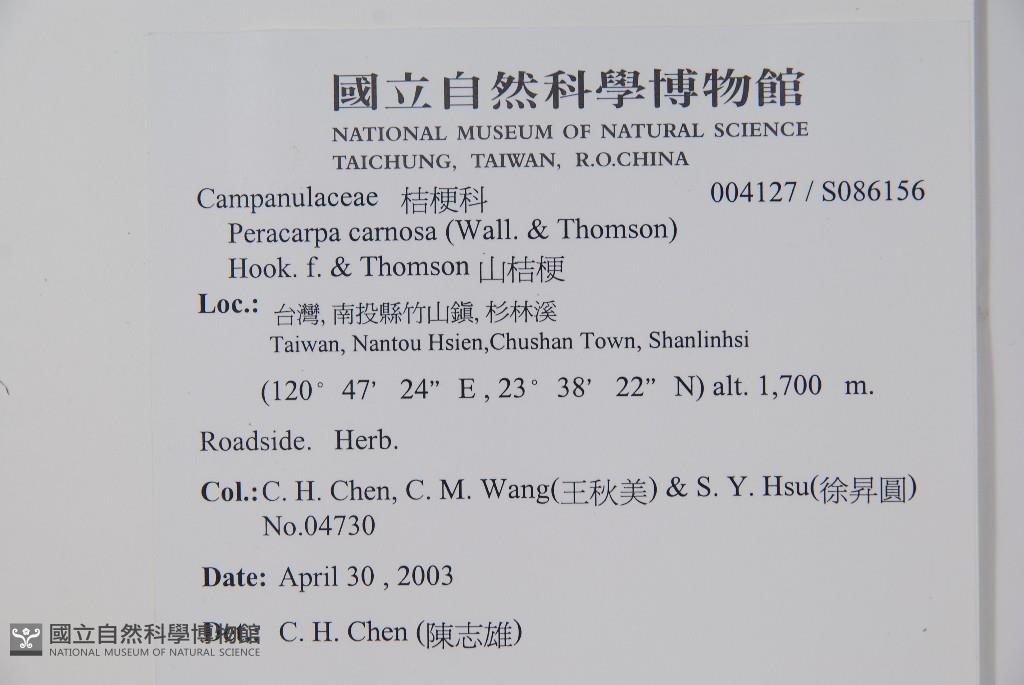 國立自然科學博物館
NATIONAL MUSEUM OF NATURAL SCIENCE
TAICHUNG, TAIWAN, R.O.CHINA
Campanulaceae 桔梗科 004127 / S086156
Peracarpa carnosa (Wall. & Thomson)
Hook. f. & Thomson 山桔梗
Loc.: 台灣, 南投縣竹山鎭, 杉林溪
Taiwan, Nantou Hsien,Chushan Town, Shanlinhsi
(120° 47’ 24” E , 23° 38’ 22” N) alt. 1,700 m.
Roadside. Herb.
Col.: C. H. Chen, C. M. Wang(王秋美) & S. Y. Hsu(徐昇圓)
No.04730
Date: April 30 , 2003
Det.: C. H. Chen (陳志雄)
國立自然科學博物館
NATIONAL MUSEUM OF NATURAL SCIENCE